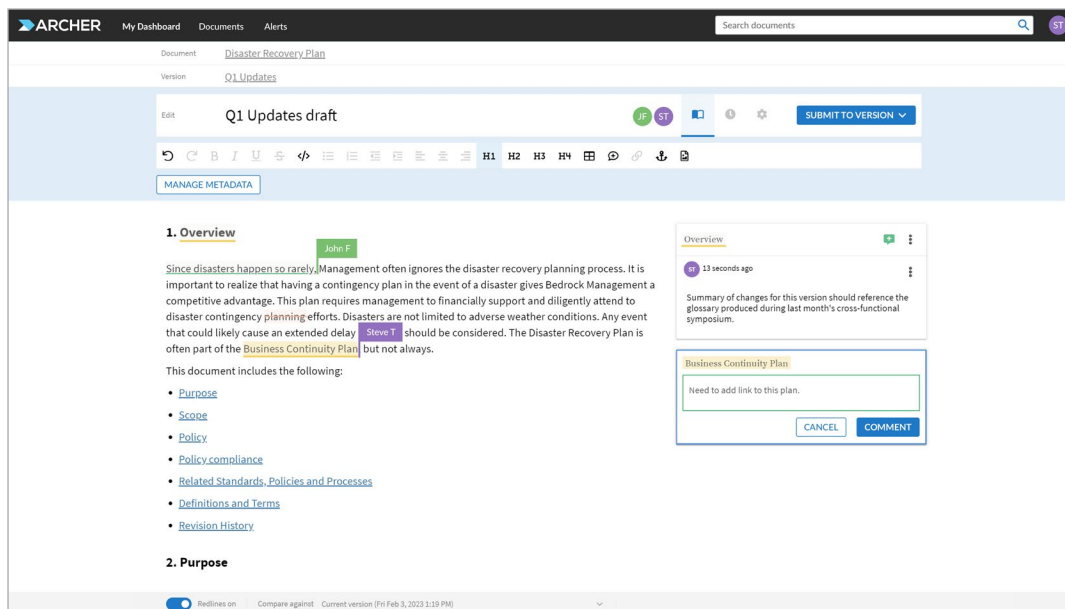 ARCHER My Dashboard Documents Alerts Search documents ST
Document Disaster Recovery Plan
Version Q1 Updates
Edit Q1 Updates draft JF ST SUBMIT TO VERSION
B I U S </> H1 H2 H3 H4
MANAGE METADATA
1. Overview
John F
Since disasters happen so rarely, Management often ignores the disaster recovery planning process. It is
important to realize that having a contingency plan in the event of a disaster gives Bedrock Management a
competitive advantage. This plan requires management to financially support and diligently attend to
disaster contingency planning efforts. Disasters are not limited to adverse weather conditions. Any event
that could likely cause an extended delay Steve T should be considered. The Disaster Recovery Plan is
often part of the Business Continuity Plan but not always.
This document includes the following:
• Purpose
• Scope
• Policy
• Policy compliance
• Related Standards, Policies and Processes
• Definitions and Terms
• Revision History
2. Purpose
Overview
ST 13 seconds ago
Summary of changes for this version should reference the
glossary produced during last month's cross-functional
symposium.
Business Continuity Plan
Need to add link to this plan.
CANCEL COMMENT
Redlines on Compare against Current version (Fri Feb 3, 2023 1:19 PM)